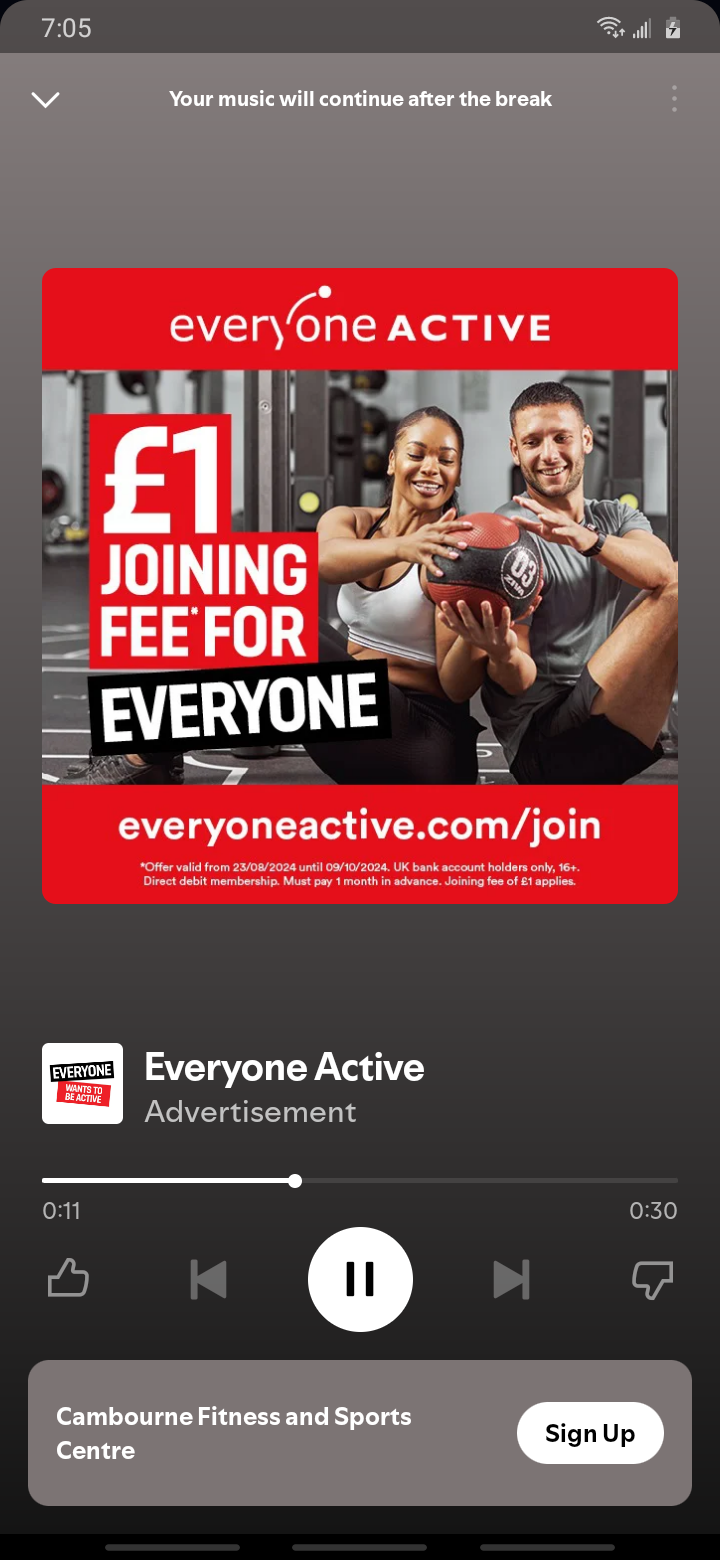 7:05
Your music will continue after the break
everyone ACTIVE
£1
JOINING
FEE* FOR
EVERYONE
03
ZIVA
everyoneactive.com/join
*Offer valid from 23/08/2024 until 09/10/2024. UK bank account holders only, 16+.
Direct debit membership. Must pay 1 month in advance. Joining fee of £1 applies.
EVERYONE
WANTS TO
BE ACTIVE
Everyone Active
Advertisement
0:11
0:30
Cambourne Fitness and Sports
Centre
Sign Up